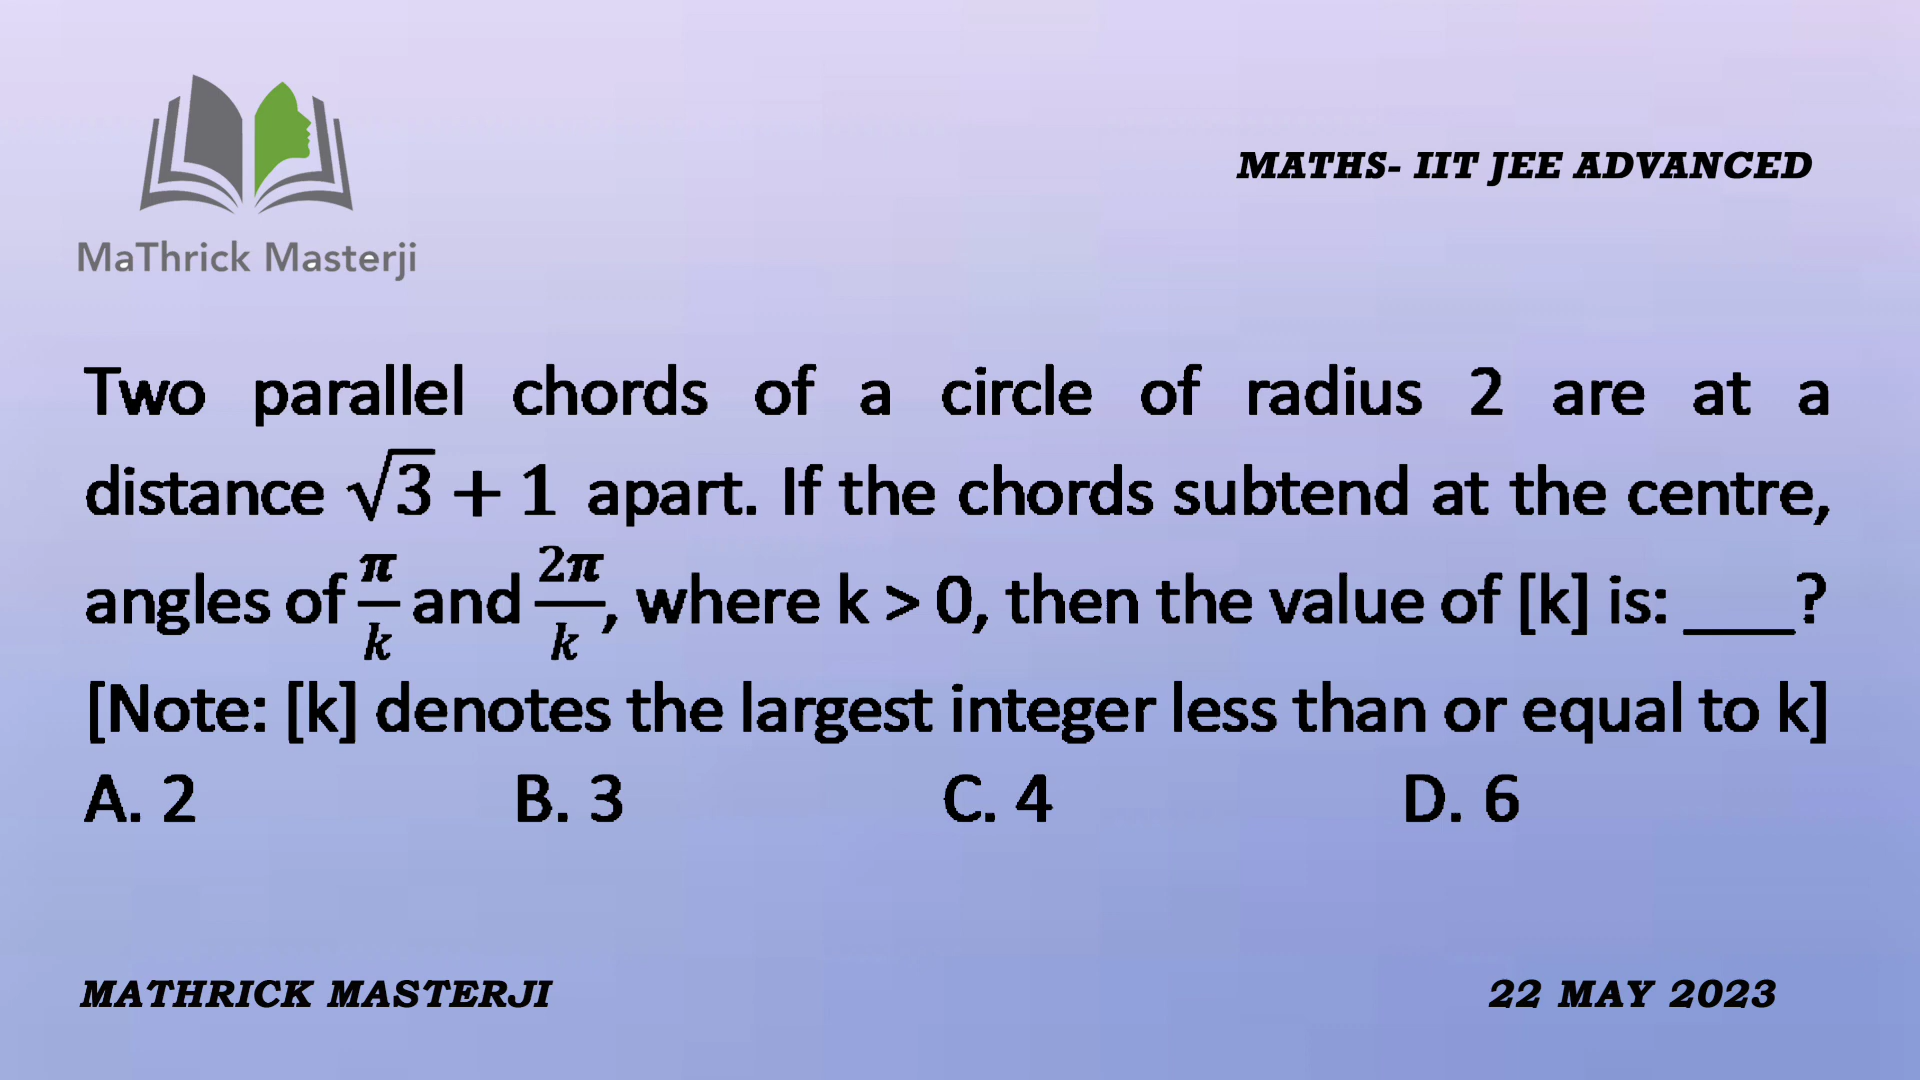 MaThrick Masterji
MATHS- IIT JEE ADVANCED
Two parallel chords of a circle of radius 2 are at a
distance √3 + 1 apart. If the chords subtend at the centre,
angles of π/k and 2π/k, where k > 0, then the value of [k] is: ___?
[Note: [k] denotes the largest integer less than or equal to k]
A. 2 B. 3 C. 4 D. 6
MATHRICK MASTERJI
22 MAY 2023